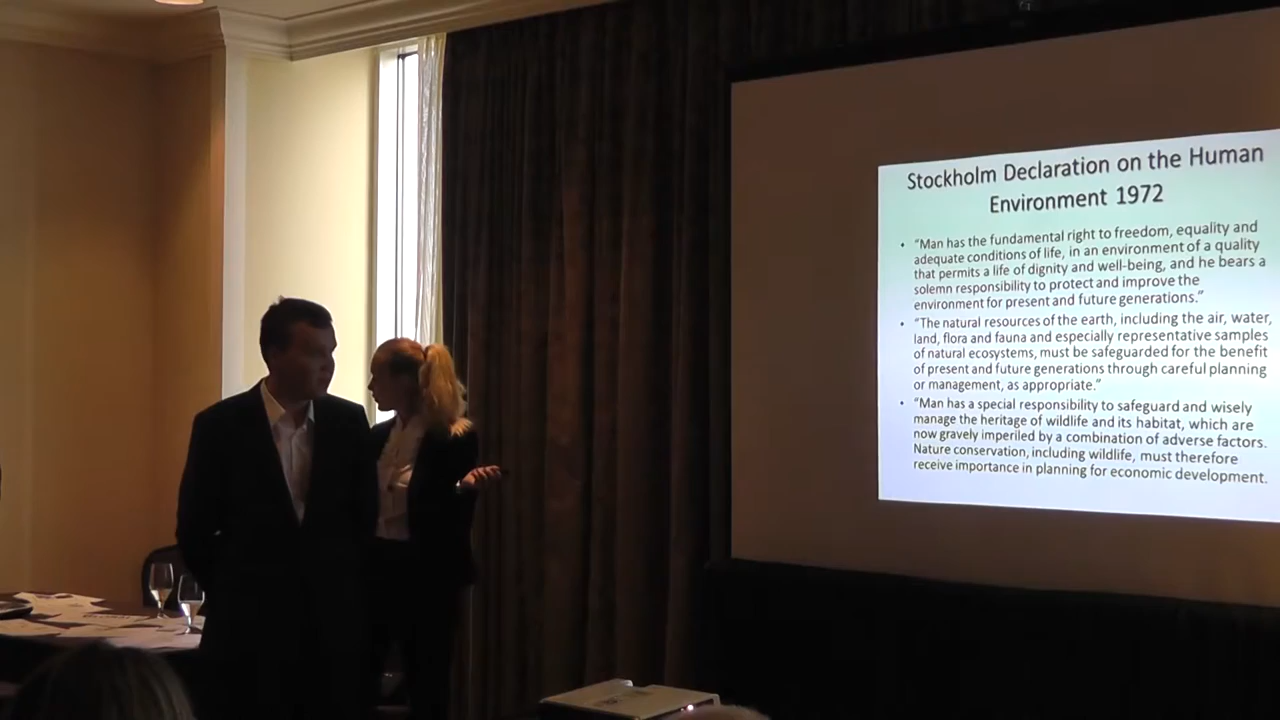 Stockholm Declaration on the Human
Environment 1972
• “Man has the fundamental right to freedom, equality and
adequate conditions of life, in an environment of a quality
that permits a life of dignity and well-being, and he bears a
solemn responsibility to protect and improve the
environment for present and future generations.”
• “The natural resources of the earth, including the air, water,
land, flora and fauna and especially representative samples
of natural ecosystems, must be safeguarded for the benefit
of present and future generations through careful planning
or management, as appropriate.”
• “Man has a special responsibility to safeguard and wisely
manage the heritage of wildlife and its habitat, which are
now gravely imperiled by a combination of adverse factors.
Nature conservation, including wildlife, must therefore
receive importance in planning for economic development.